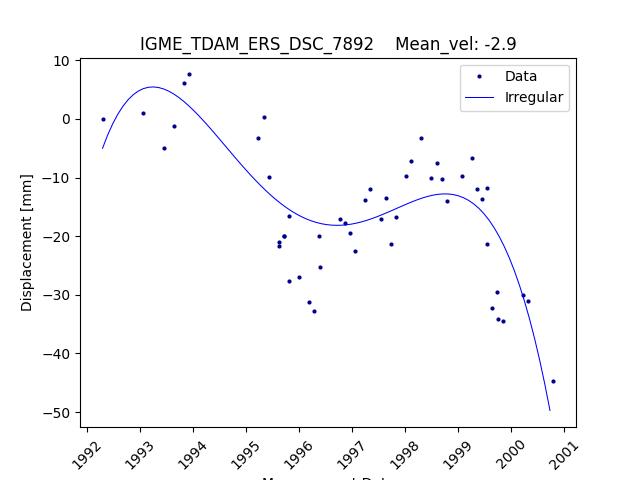 IGME_TDAM_ERS_DSC_7892    Mean_vel: -2.9
Data
Irregular
10
0
−10
−20
−30
−40
−50
Displacement [mm]
1992 1993 1994 1995 1996 1997 1998 1999 2000 2001